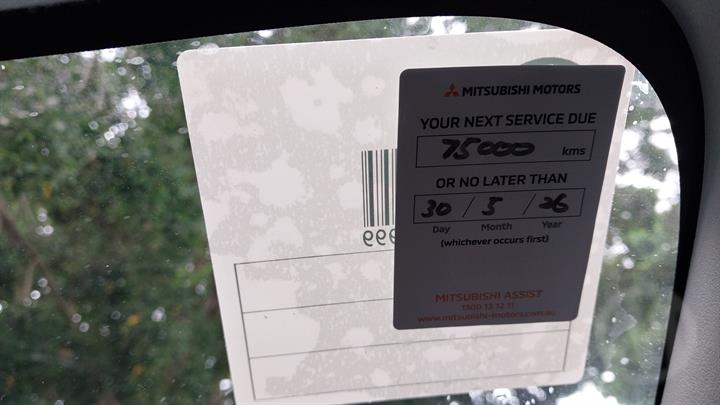 MITSUBISHI MOTORS
YOUR NEXT SERVICE DUE
75000 kms
OR NO LATER THAN
30 / 5 / 26
Day Month Year
(whichever occurs first)
MITSUBISHI ASSIST
1300 13 12 11
www.mitsubishi-motors.com.au